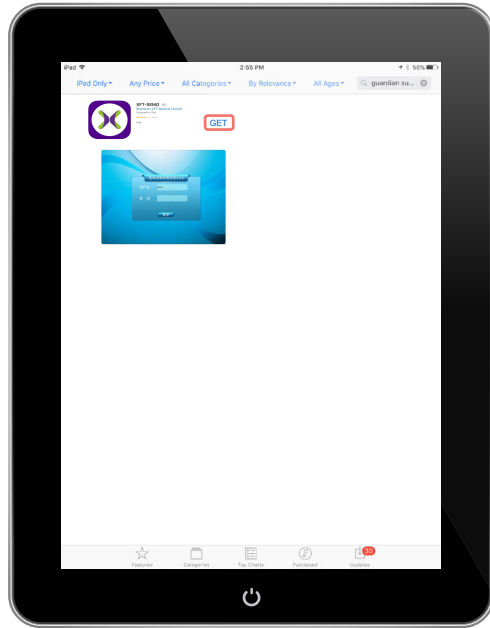 iPad
2:55 PM
56%
iPad Only
Any Price
All Categories
By Relevance
All Ages
guardian su...
XFT-
GET
Featured
Categories
Top Charts
Purchased
Updates
30